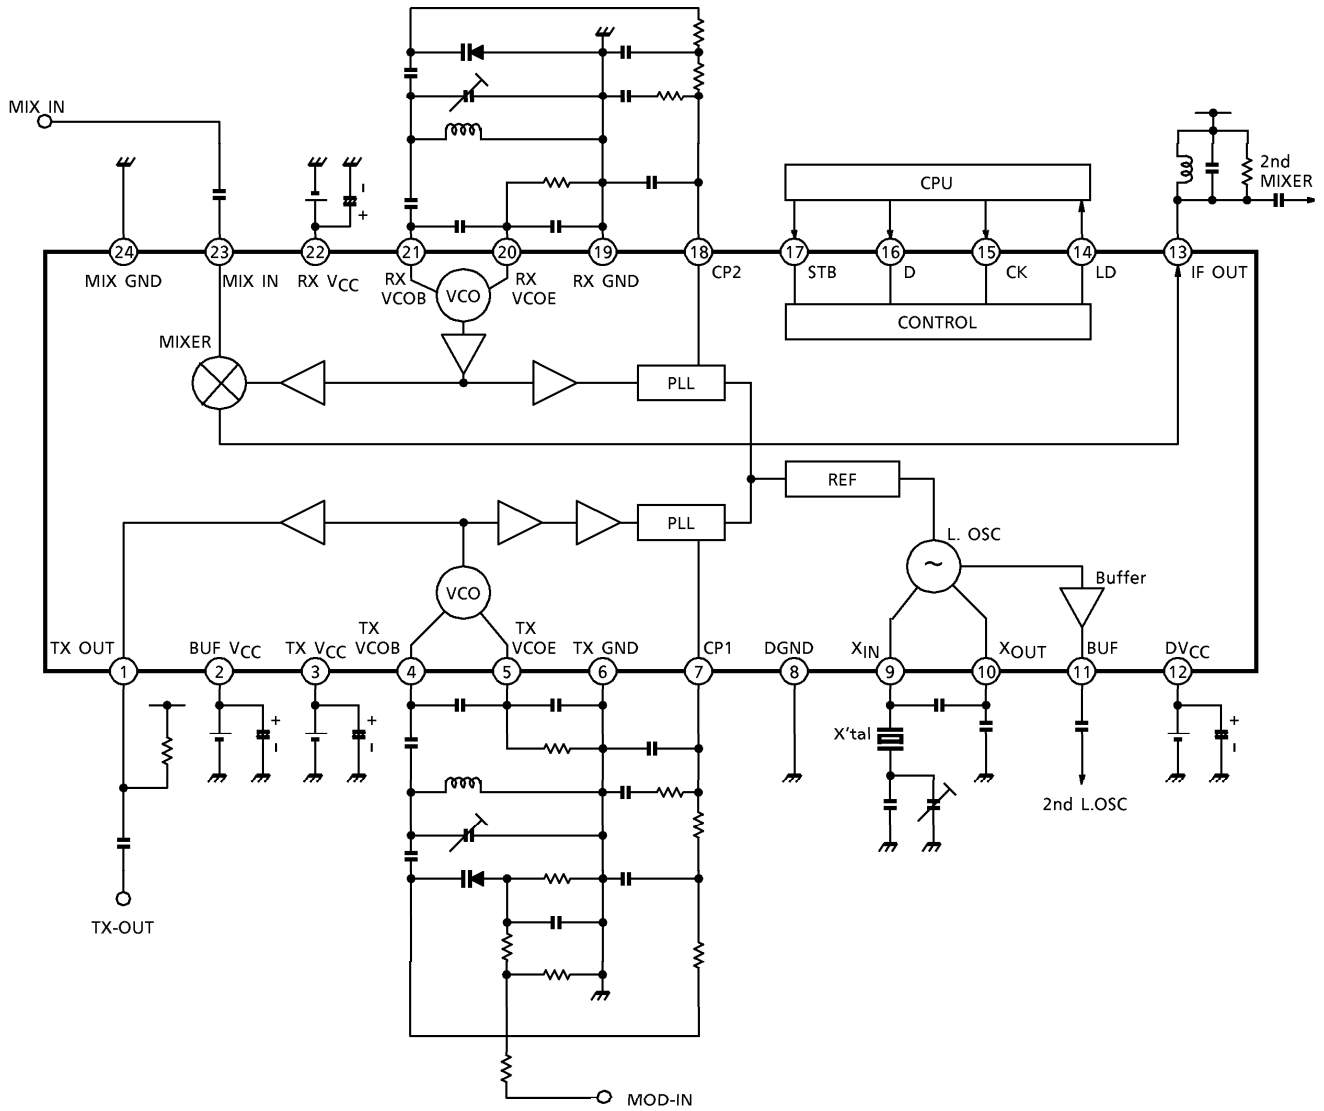 MIX IN
CPU
2nd
MIXER
24
23
22
21
20
19
18
17
16
15
14
13
MIX GND
MIX IN
RX VCC
RX
VCOB
VCO
RX
VCOE
RX GND
CP2
STB
D
CK
LD
IF OUT
CONTROL
MIXER
PLL
REF
PLL
L. OSC
~
Buffer
VCO
TX OUT
BUF VCC
TX VCC
TX
VCOB
TX
VCOE
TX GND
CP1
DGND
XIN
XOUT
BUF
DVCC
1
2
3
4
5
6
7
8
9
10
11
12
X'tal
2nd L.OSC
TX-OUT
MOD-IN